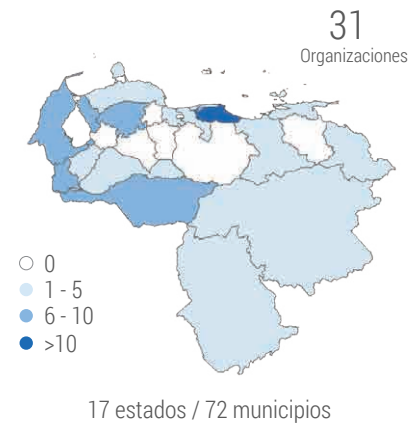 31
Organizaciones
0
1 - 5
6 - 10
>10
17 estados / 72 municipios